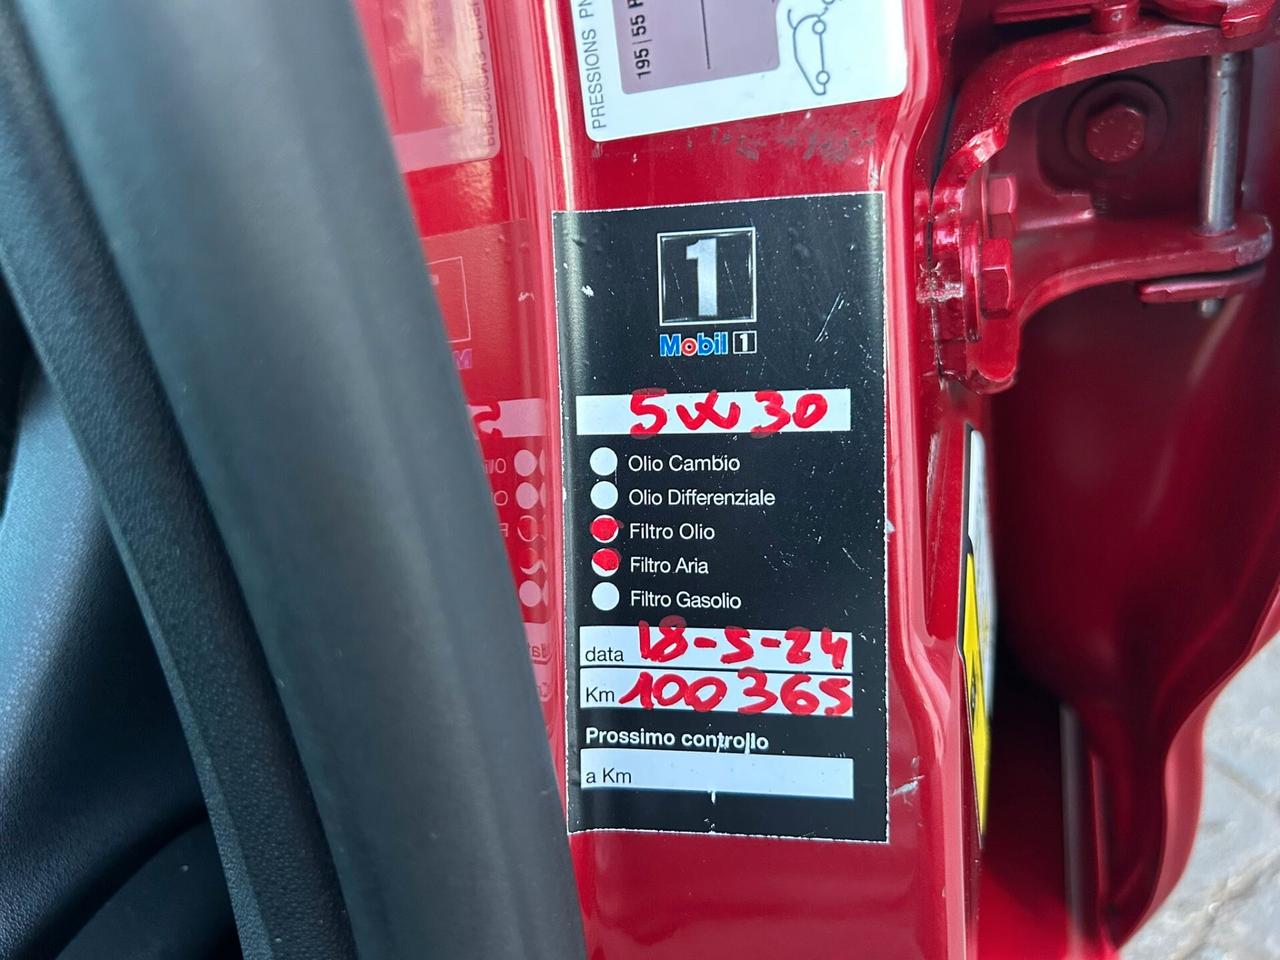 PRESSIONS PN
195 | 55 R
1
Mobil 1
5W30
Olio Cambio
Olio Differenziale
Filtro Olio
Filtro Aria
Filtro Gasolio
data 18-5-24
Km 100365
Prossimo controllo
a Km